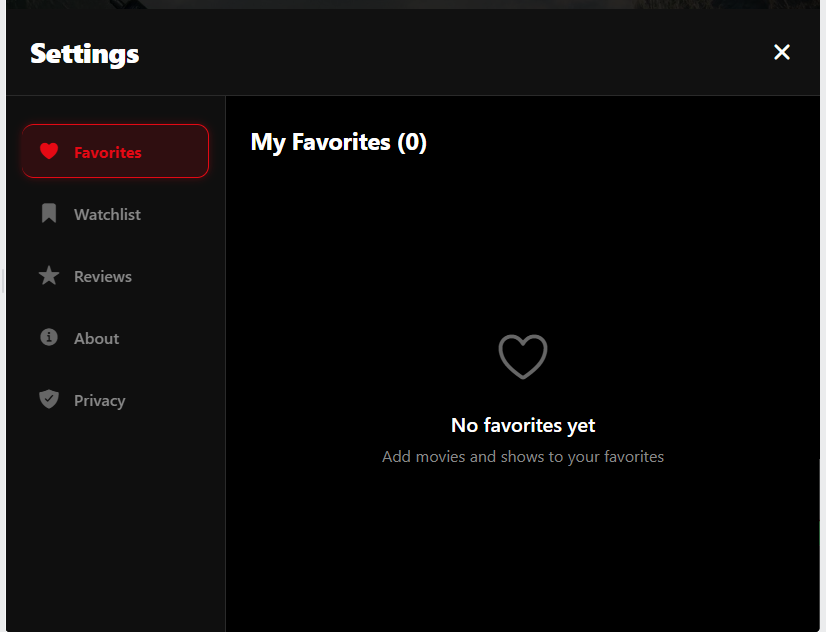 Settings
Favorites
Watchlist
Reviews
About
Privacy
My Favorites (0)
No favorites yet
Add movies and shows to your favorites